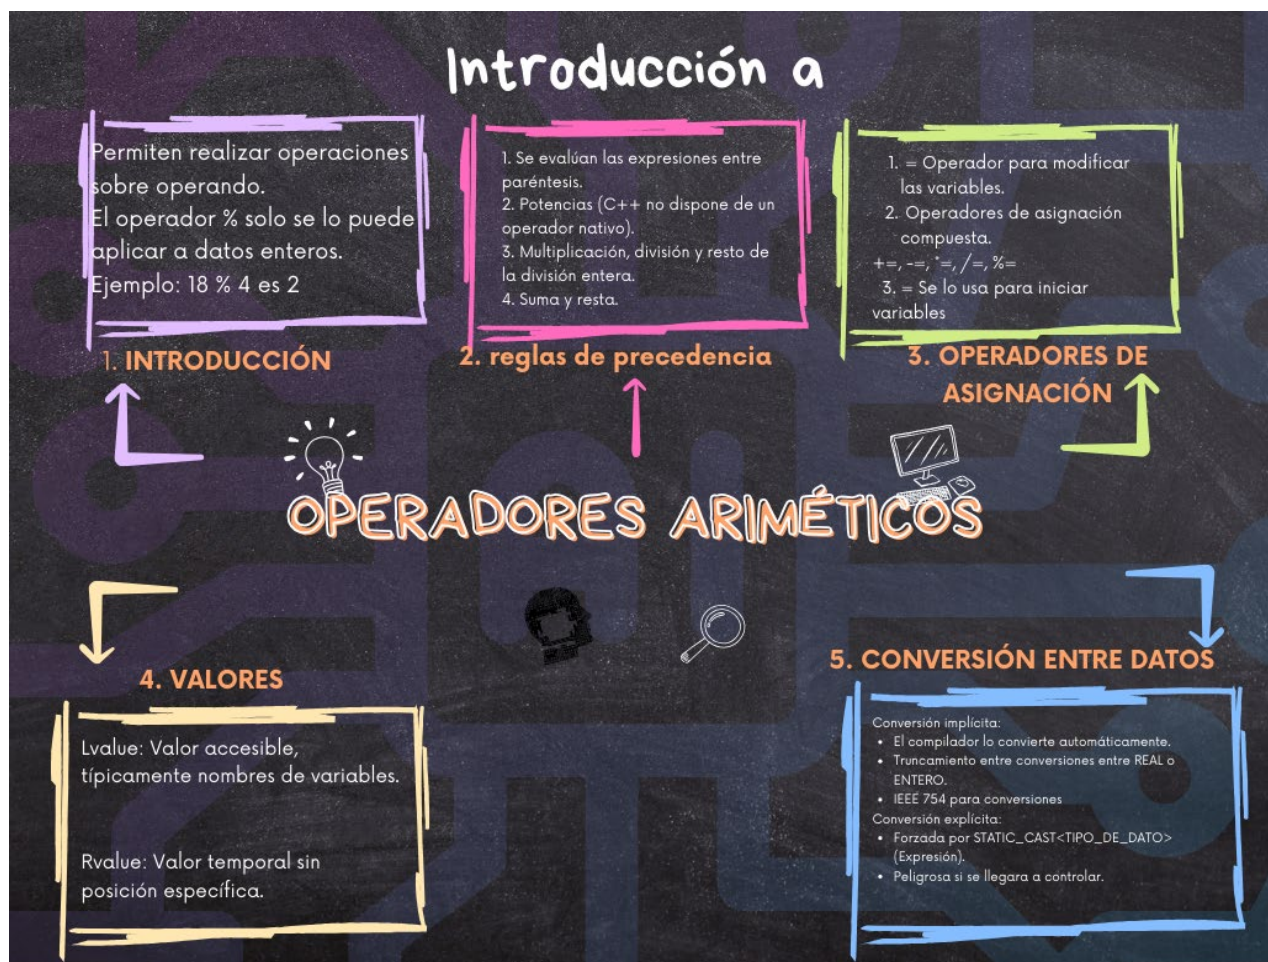 Introducción a
Permiten realizar operaciones
sobre operando.
El operador % solo se lo puede
aplicar a datos enteros.
Ejemplo: 18 % 4 es 2
1. INTRODUCCIÓN
1. Se evalúan las expresiones entre
paréntesis.
2. Potencias (C++ no dispone de un
operador nativo).
3. Multiplicación, división y resto de
la división entera.
4. Suma y resta.
2. reglas de precedencia
1. = Operador para modificar
las variables.
2. Operadores de asignación
compuesta.
+=, -=, *=, /=, %=
3. = Se lo usa para iniciar
variables
3. OPERADORES DE
ASIGNACIÓN
OPERADORES ARIMÉTICOS
4. VALORES
Lvalue: Valor accesible,
típicamente nombres de variables.
Rvalue: Valor temporal sin
posición específica.
5. CONVERSIÓN ENTRE DATOS
Conversión implícita:
• El compilador lo convierte automáticamente.
• Truncamiento entre conversiones entre REAL o
ENTERO.
• IEEE 754 para conversiones
Conversión explícita:
• Forzada por STATIC_CAST<TIPO_DE_DATO>
(Expresión).
• Peligrosa si se llegara a controlar.